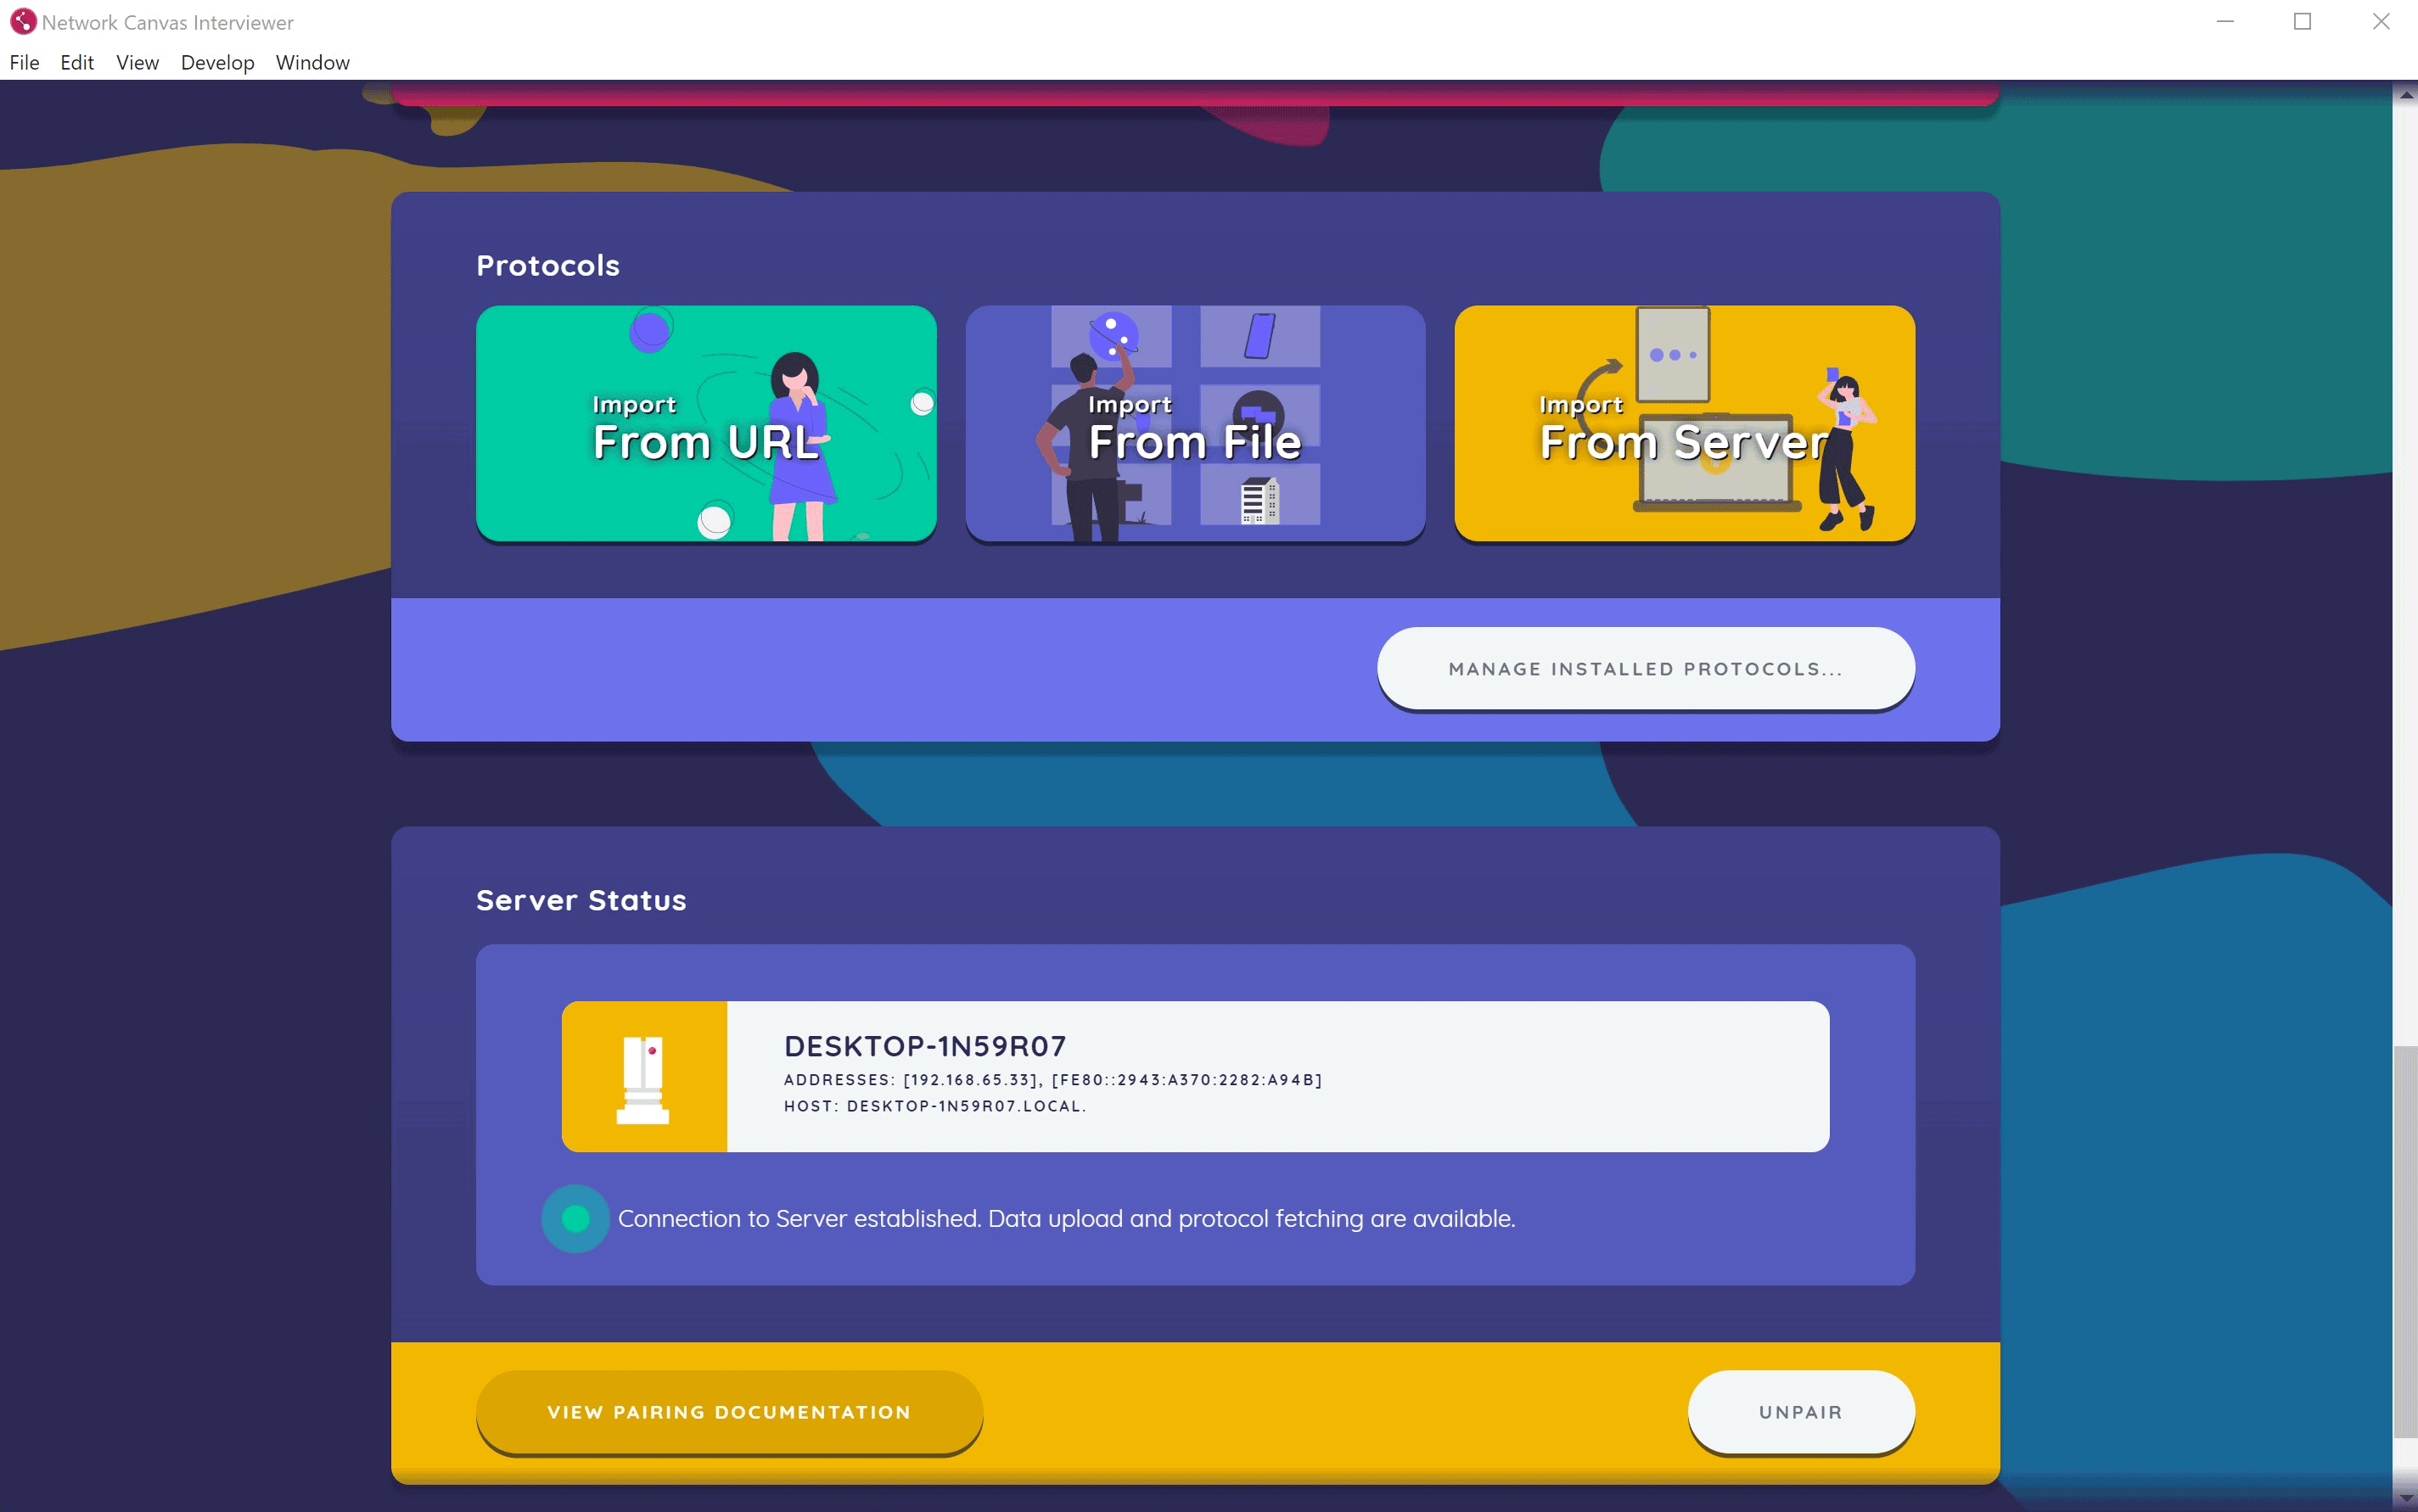 Network Canvas Interviewer
File Edit View Develop Window
Protocols
Import
From URL
Import
From File
Import
From Server
MANAGE INSTALLED PROTOCOLS...
Server Status
DESKTOP-1N59R07
ADDRESSES: [192.168.65.33], [FE80::2943:A370:2282:A94B]
HOST: DESKTOP-1N59R07.LOCAL.
Connection to Server established. Data upload and protocol fetching are available.
VIEW PAIRING DOCUMENTATION
UNPAIR